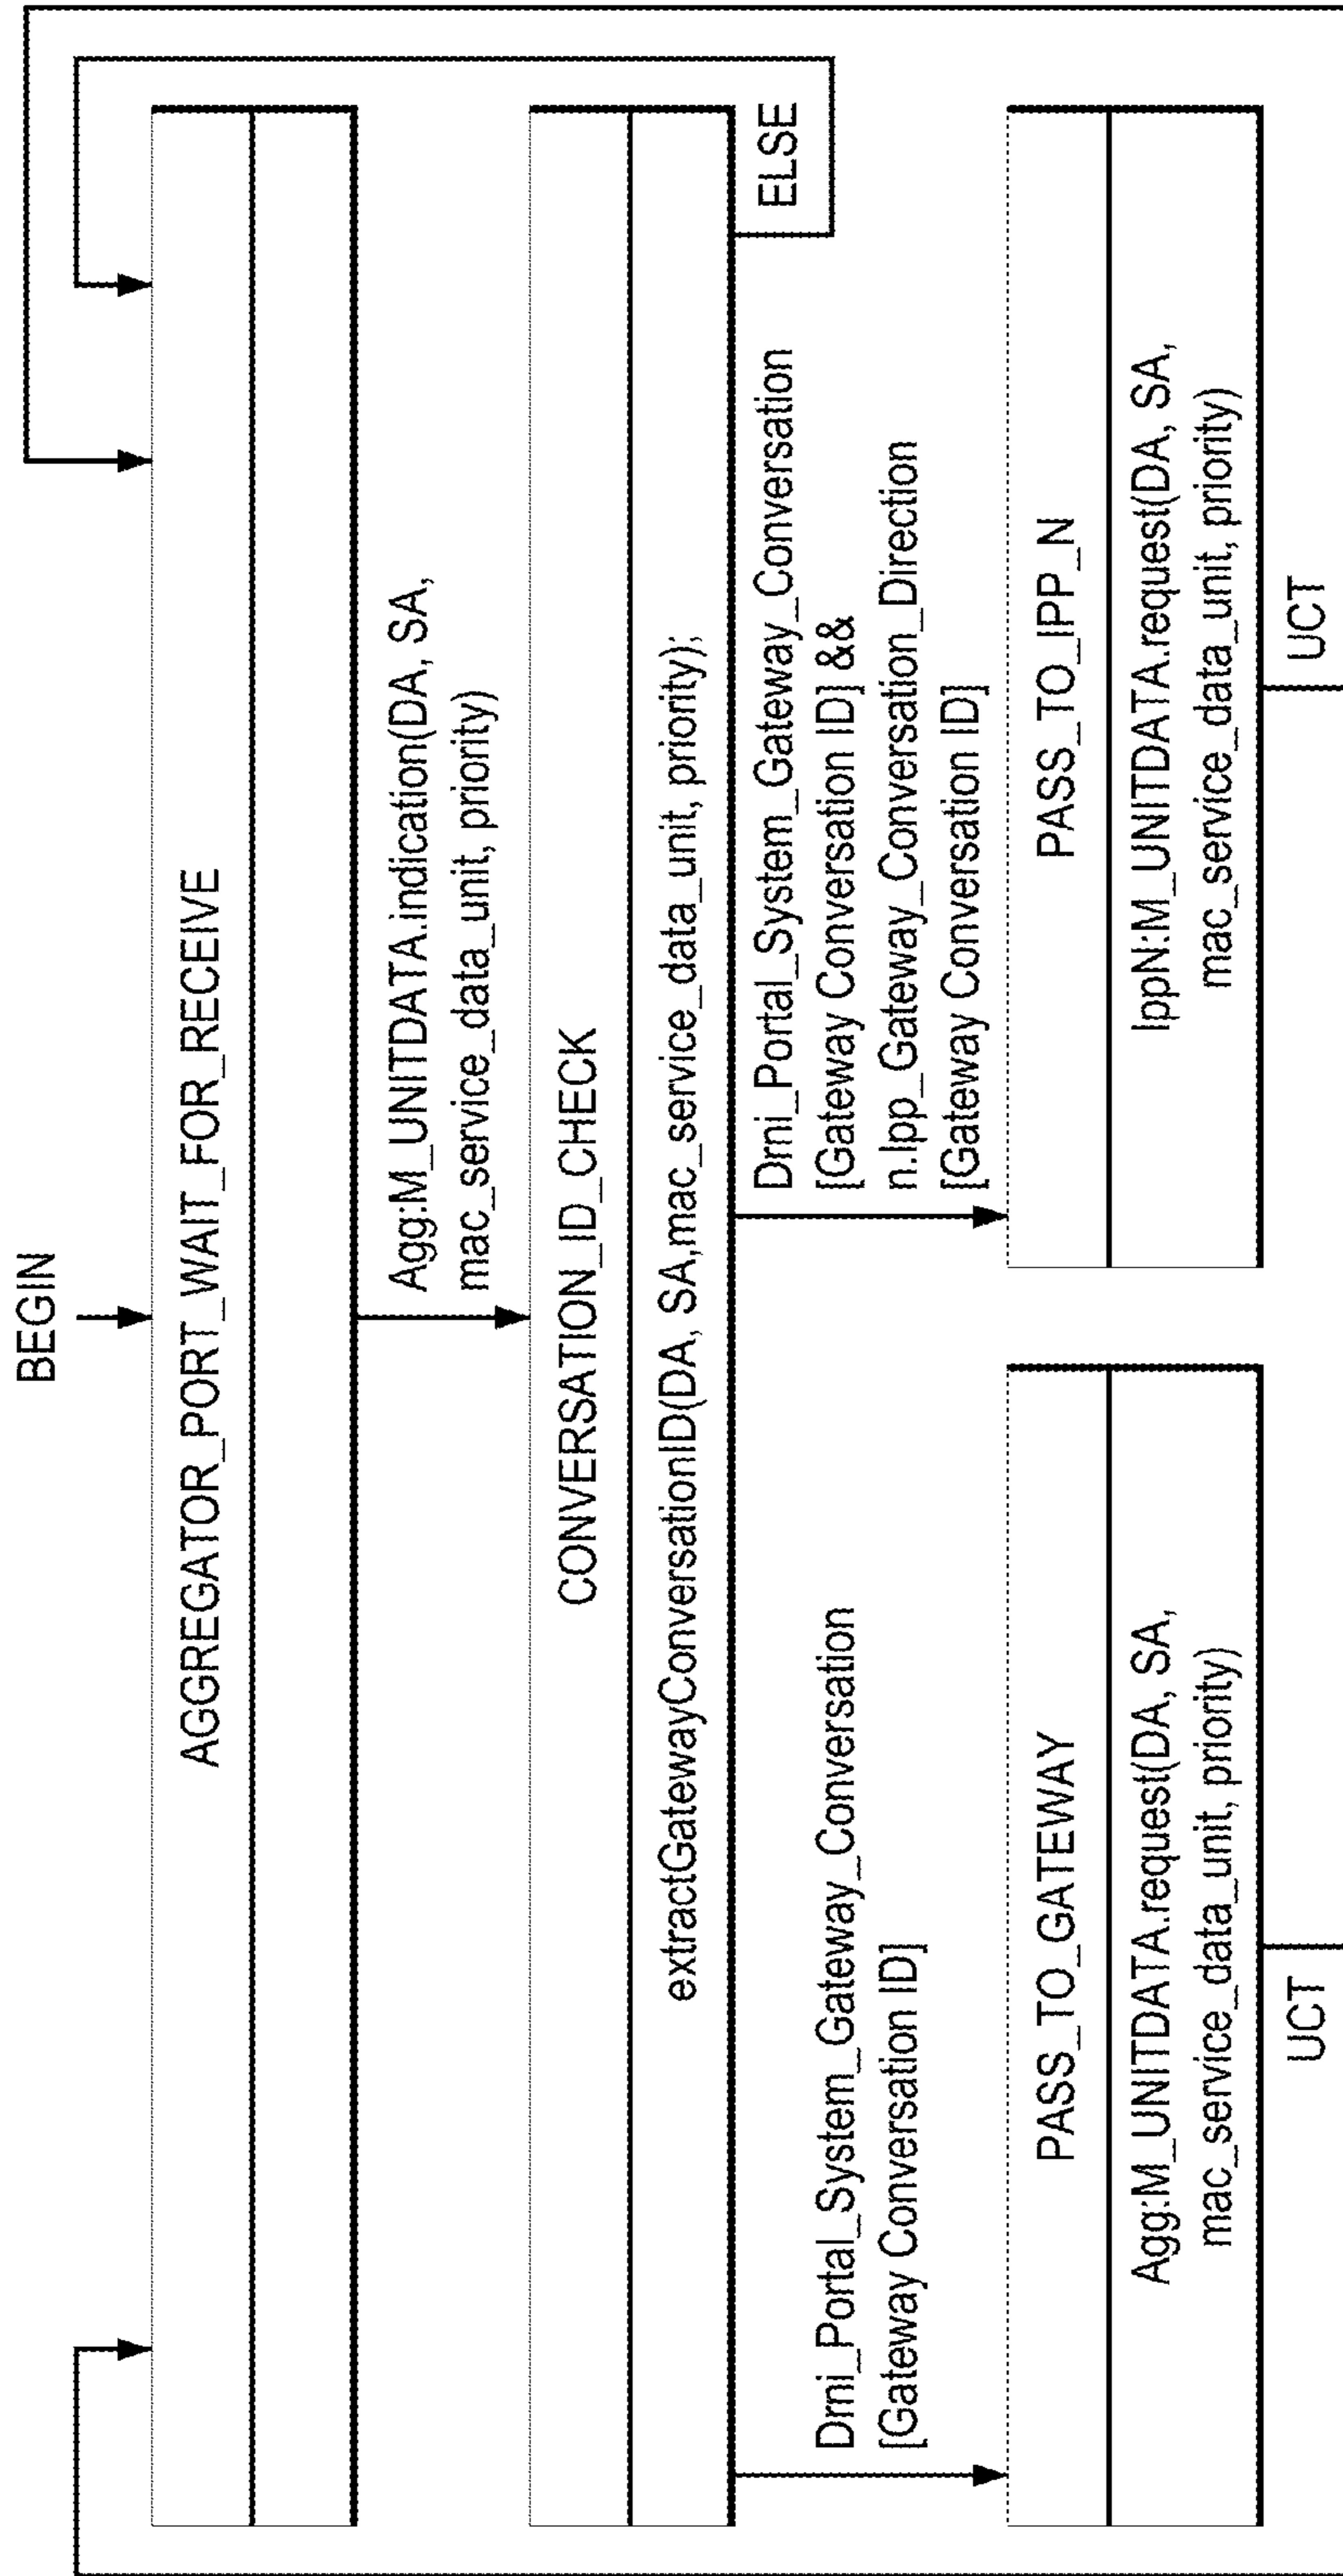 BEGIN
AGGREGATOR_PORT_WAIT_FOR_RECEIVE
Agg:M_UNITDATA.indication(DA, SA,
mac_service_data_unit, priority)
CONVERSATION_ID_CHECK
extractGatewayConversationID(DA, SA,mac_service_data_unit, priority);
ELSE
Drni_Portal_System_Gateway_Conversation
[Gateway Conversation ID]
Drni_Portal_System_Gateway_Conversation
[Gateway Conversation ID] &&
n.Ipp_Gateway_Conversation_Direction
[Gateway Conversation ID]
PASS_TO_GATEWAY
Agg:M_UNITDATA.request(DA, SA,
mac_service_data_unit, priority)
UCT
PASS_TO_IPP_N
IppN:M_UNITDATA.request(DA, SA,
mac_service_data_unit, priority)
UCT